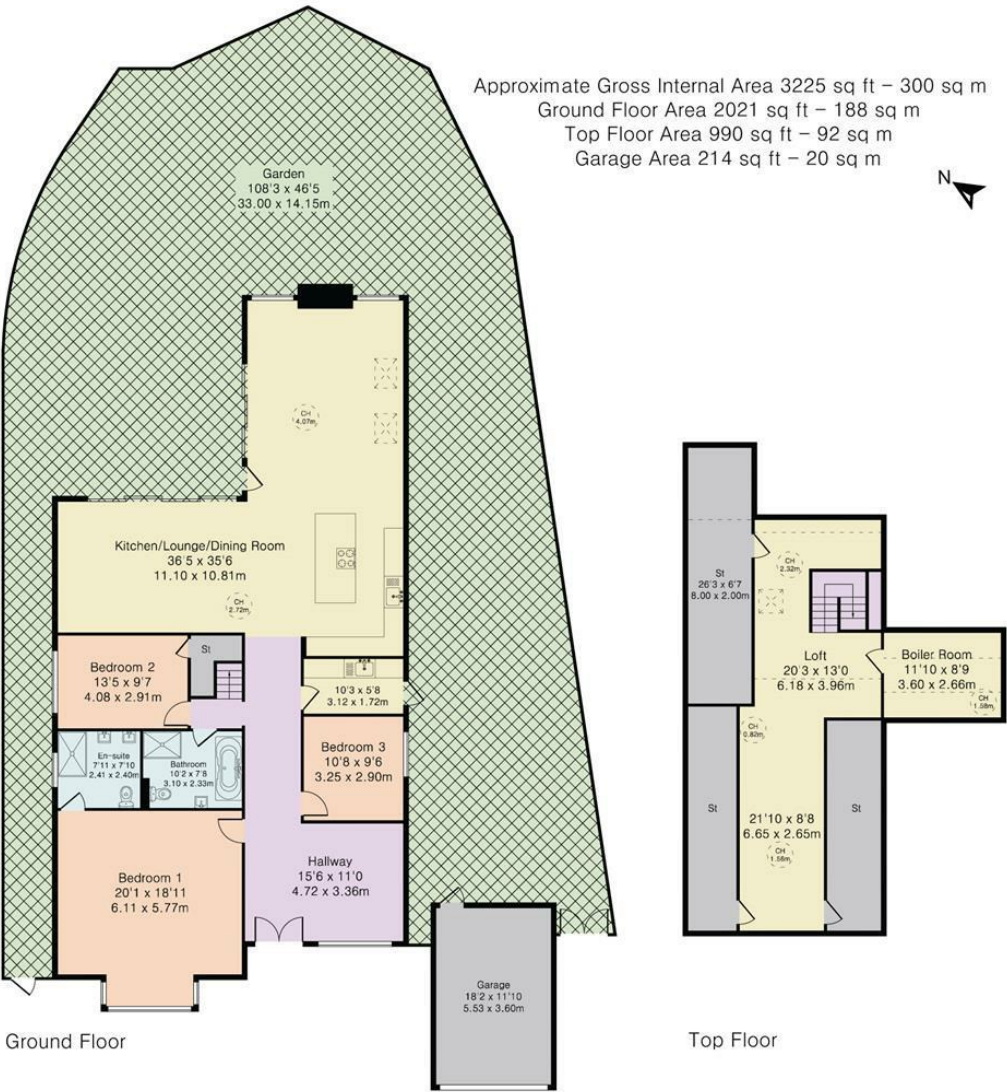 Approximate Gross Internal Area 3225 sq ft - 300 sq m
Ground Floor Area 2021 sq ft - 188 sq m
Top Floor Area 990 sq ft - 92 sq m
Garage Area 214 sq ft - 20 sq m
N
Garden
108'3 x 46'5
33.00 x 14.15m
CH
4.07m
Kitchen/Lounge/Dining Room
36'5 x 35'6
11.10 x 10.81m
CH
2.72m
St
Bedroom 2
13'5 x 9'7
4.08 x 2.91m
10'3 x 5'8
3.12 x 1.72m
En-suite
7'11 x 7'10
2.41 x 2.40m
Bathroom
10'2 x 7'8
3.10 x 2.33m
Bedroom 3
10'8 x 9'6
3.25 x 2.90m
Bedroom 1
20'1 x 18'11
6.11 x 5.77m
Hallway
15'6 x 11'0
4.72 x 3.36m
Garage
18'2 x 11'10
5.53 x 3.60m
Ground Floor
St
26'3 x 6'7
8.00 x 2.00m
CH
2.32m
Loft
20'3 x 13'0
6.18 x 3.96m
Boiler Room
11'10 x 8'9
3.60 x 2.66m
CH
1.58m
CH
0.82m
St
21'10 x 8'8
6.65 x 2.65m
CH
1.56m
St
Top Floor